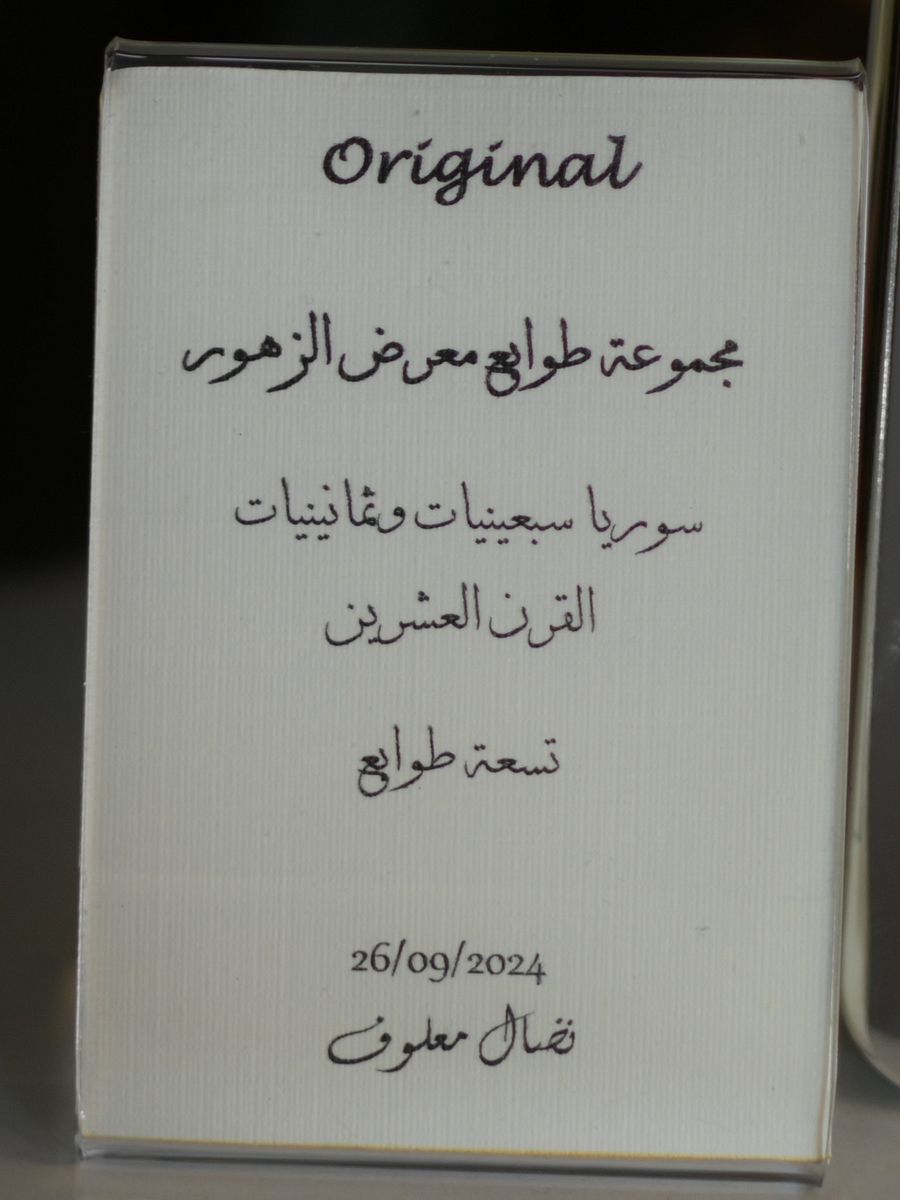 Original
مجموعة طوابع معرض الزهور
سوريا سبعينيات وثمانينيات
القرن العشرين
تسعة طوابع
26/09/2024
نضال معلوف